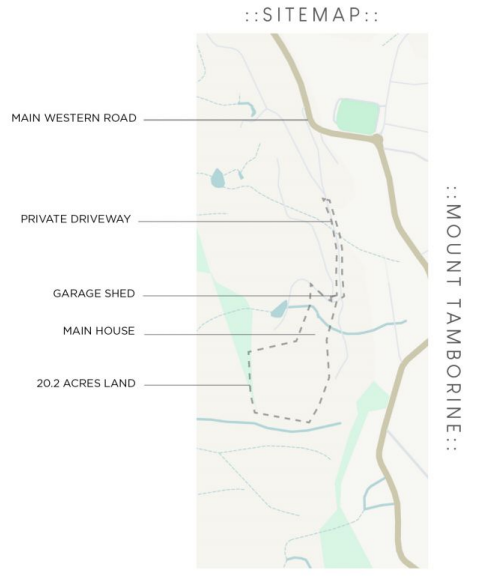 ::SITEMAP::
MAIN WESTERN ROAD
PRIVATE DRIVEWAY
GARAGE SHED
MAIN HOUSE
20.2 ACRES LAND
::MOUNT TAMBORINE::